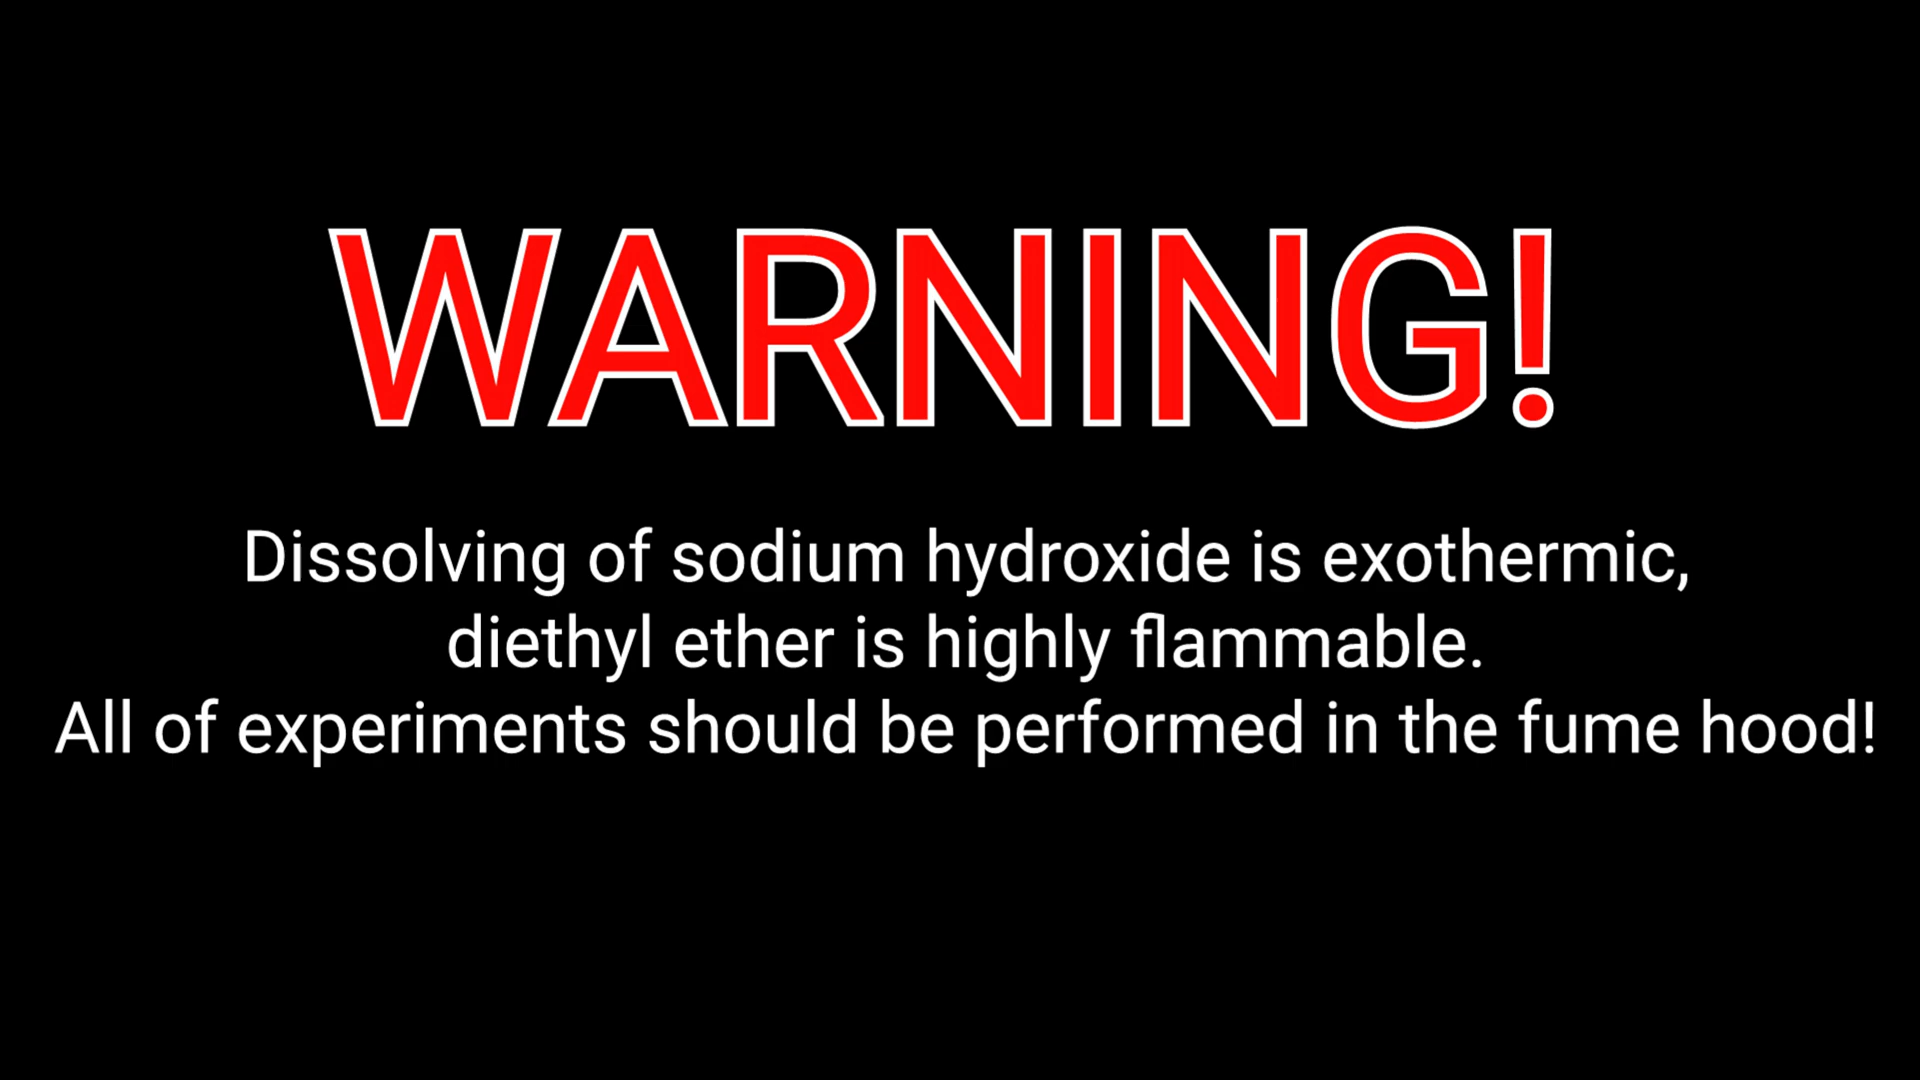 WARNING!
Dissolving of sodium hydroxide is exothermic,
diethyl ether is highly flammable.
All of experiments should be performed in the fume hood!